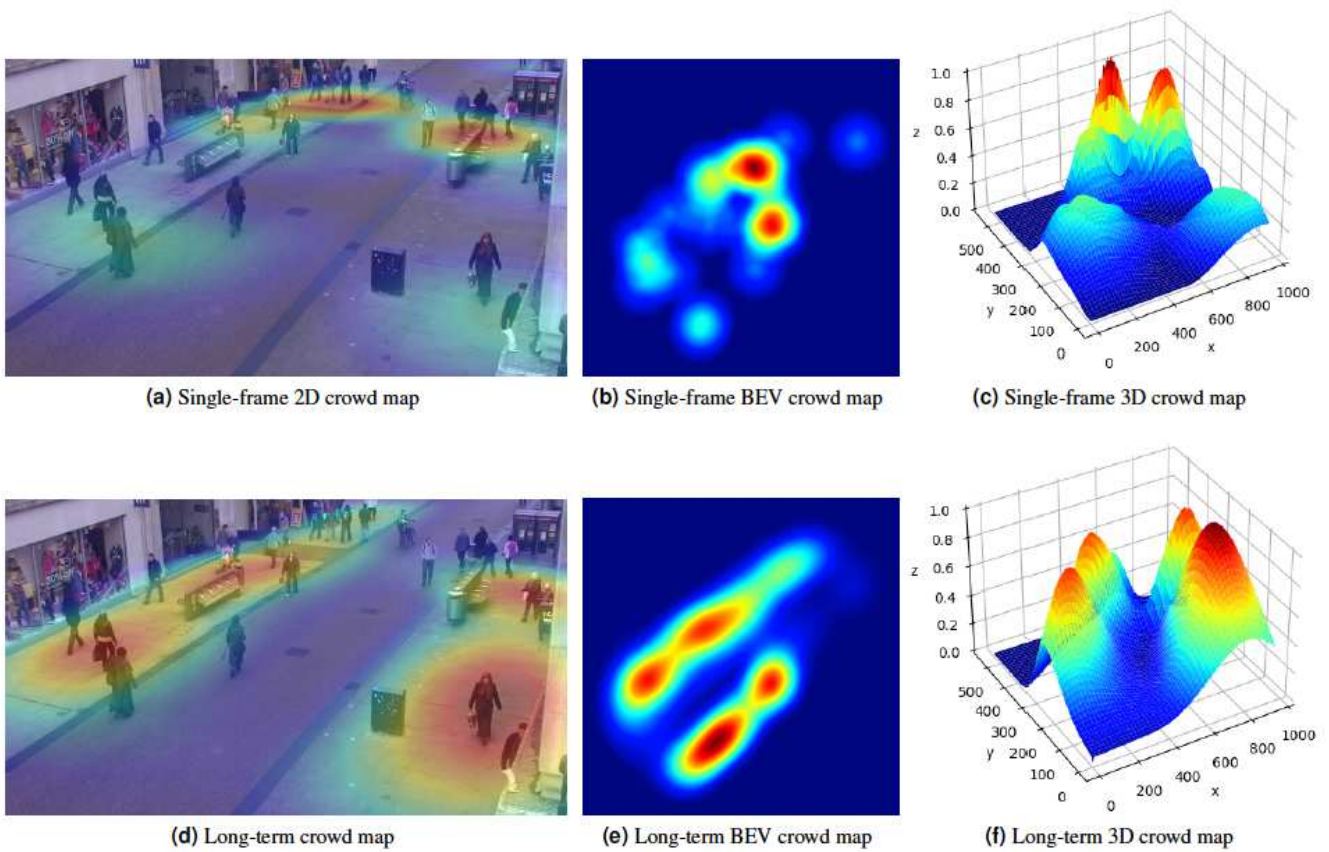 1.0
0.8
z 0.6
0.4
0.2
0.0
500
400
300
y 200
100
0
0
200
400
x
600
800
1000
(a) Single-frame 2D crowd map
(b) Single-frame BEV crowd map
(c) Single-frame 3D crowd map
1.0
0.8
z 0.6
0.4
0.2
0.0
500
400
300
y 200
100
0
0
200
400
x
600
800
1000
(d) Long-term crowd map
(e) Long-term BEV crowd map
(f) Long-term 3D crowd map